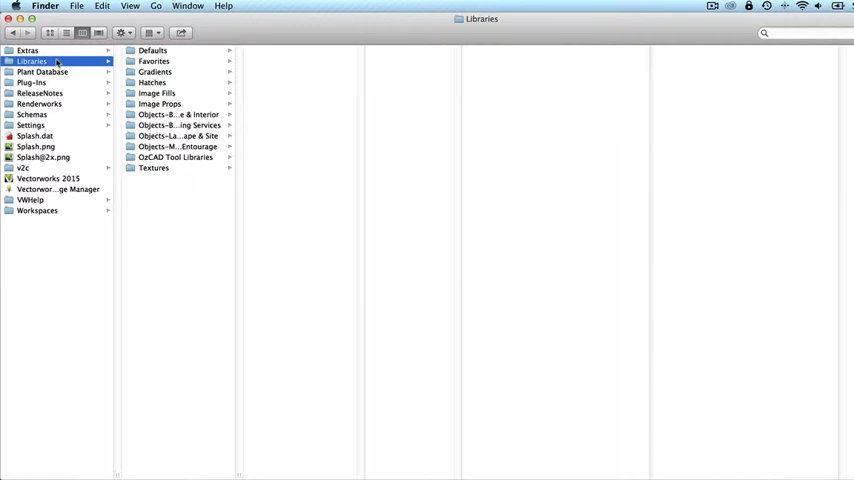 Finder File Edit View Go Window Help
Libraries
Extras
Libraries
Plant Database
Plug-Ins
ReleaseNotes
Renderworks
Schemas
Settings
Splash.dat
Splash.png
Splash@2x.png
v2c
Vectorworks 2015
Vectorwor...ge Manager
VWHelp
Workspaces
Defaults
Favorites
Gradients
Hatches
Image Fills
Image Props
Objects-B...e & Interior
Objects-B...ing Services
Objects-La...ape & Site
Objects-M...Entourage
OzCAD Tool Libraries
Textures